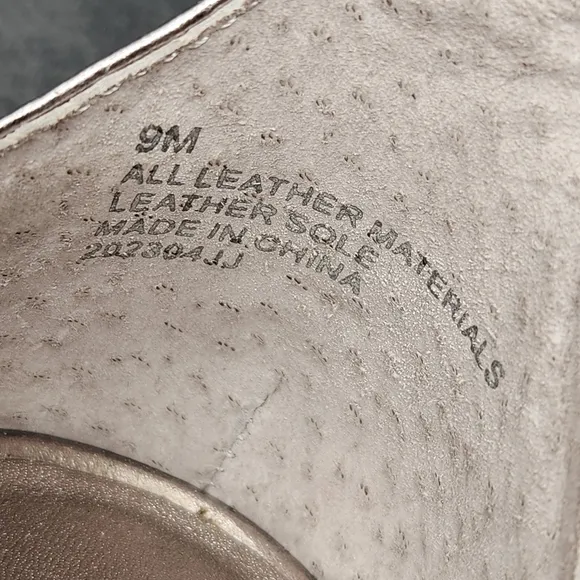 9M
ALL LEATHER MATERIALS
LEATHER SOLE
MADE IN CHINA
202304JJ